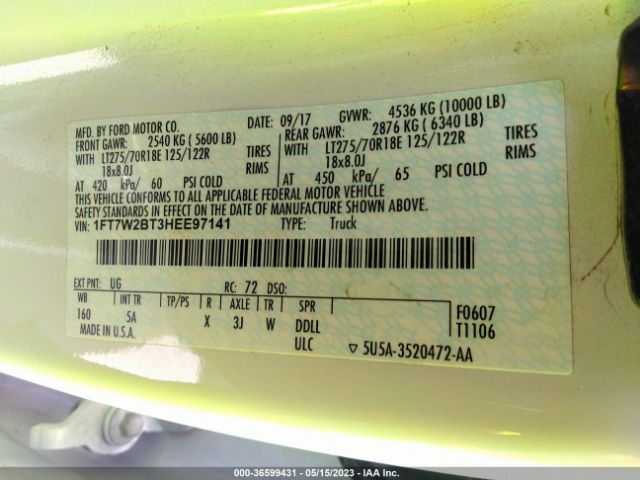 MFD. BY FORD MOTOR CO. DATE: 09/17 GVWR: 4536 KG (10000 LB)
FRONT GAWR: 2540 KG (5600 LB) REAR GAWR: 2876 KG (6340 LB)
WITH LT275/70R18E 125/122R TIRES WITH LT275/70R18E 125/122R TIRES
18x8.0J RIMS 18x8.0J RIMS
AT 420 kPa/ 60 PSI COLD AT 450 kPa/ 65 PSI COLD
THIS VEHICLE CONFORMS TO ALL APPLICABLE FEDERAL MOTOR VEHICLE
SAFETY STANDARDS IN EFFECT ON THE DATE OF MANUFACTURE SHOWN ABOVE.
VIN: 1FT7W2BT3HEE97141 TYPE: Truck
EXT PNT: UG RC: 72 DSO:
WB INT TR TP/PS R AXLE TR SPR F0607
160 5A X 3J W DDLL T1106
MADE IN U.S.A. ULC ▽ 5U5A-3520472-AA
000-36599431 - 05/15/2023 - IAA Inc.